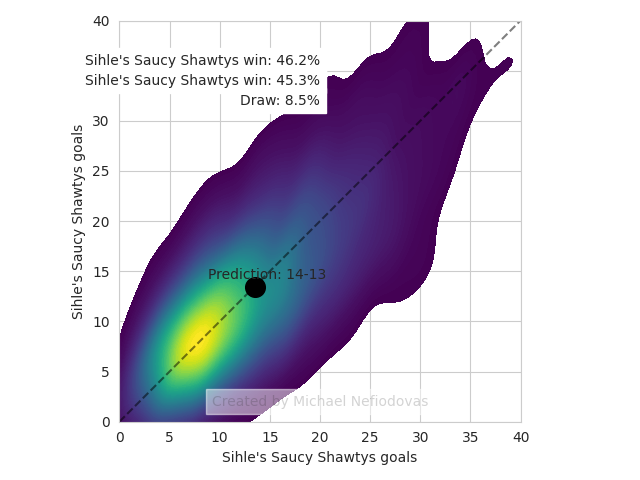 40
Sihle's Saucy Shawtys win: 46.2%
Sihle's Saucy Shawtys win: 45.3%
Draw: 8.5%
30
25
20
15
10
5
0
Sihle's Saucy Shawtys goals
Prediction: 14-13
Created by Michael Nefiodovas
0 5 10 15 20 25 30 35 40
Sihle's Saucy Shawtys goals